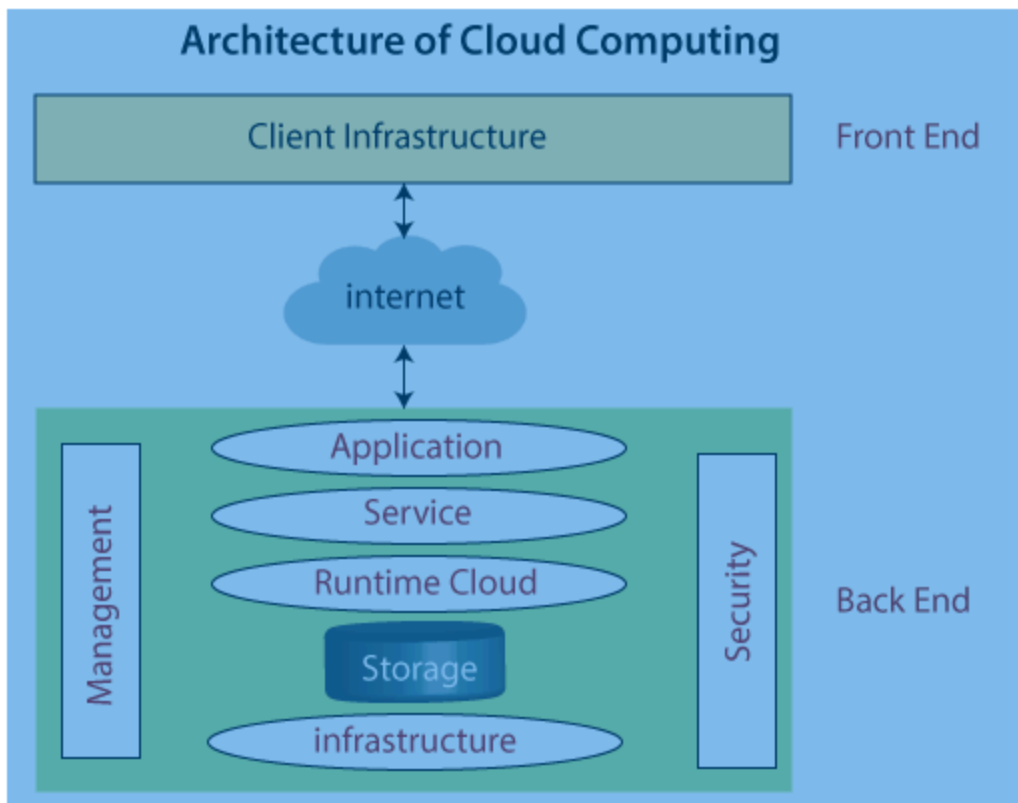 Architecture of Cloud Computing
Client Infrastructure
Front End
internet
Application
Service
Runtime Cloud
Storage
infrastructure
Management
Security
Back End